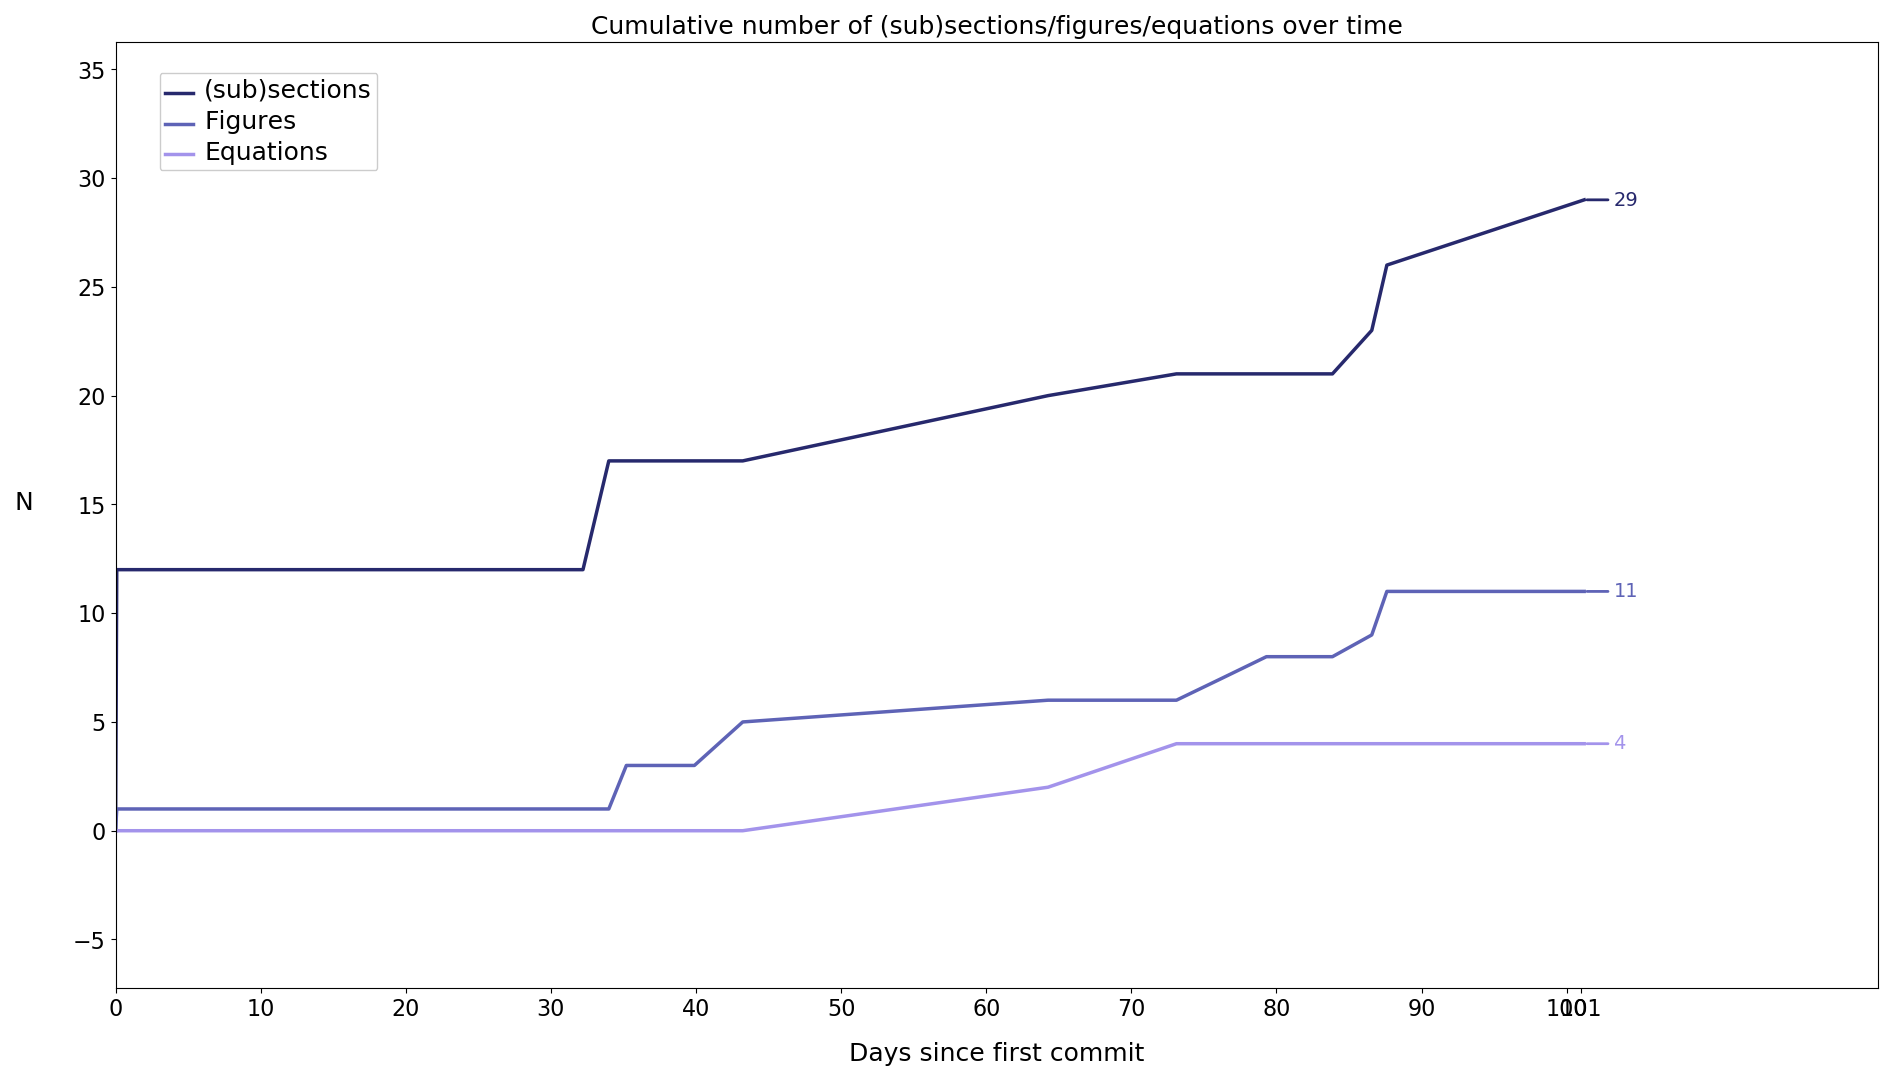 Cumulative number of (sub)sections/figures/equations over time
35
30
25
20
15
10
5
0
−5
N
(sub)sections
Figures
Equations
29
11
4
0 10 20 30 40 50 60 70 80 90 100 101
Days since first commit